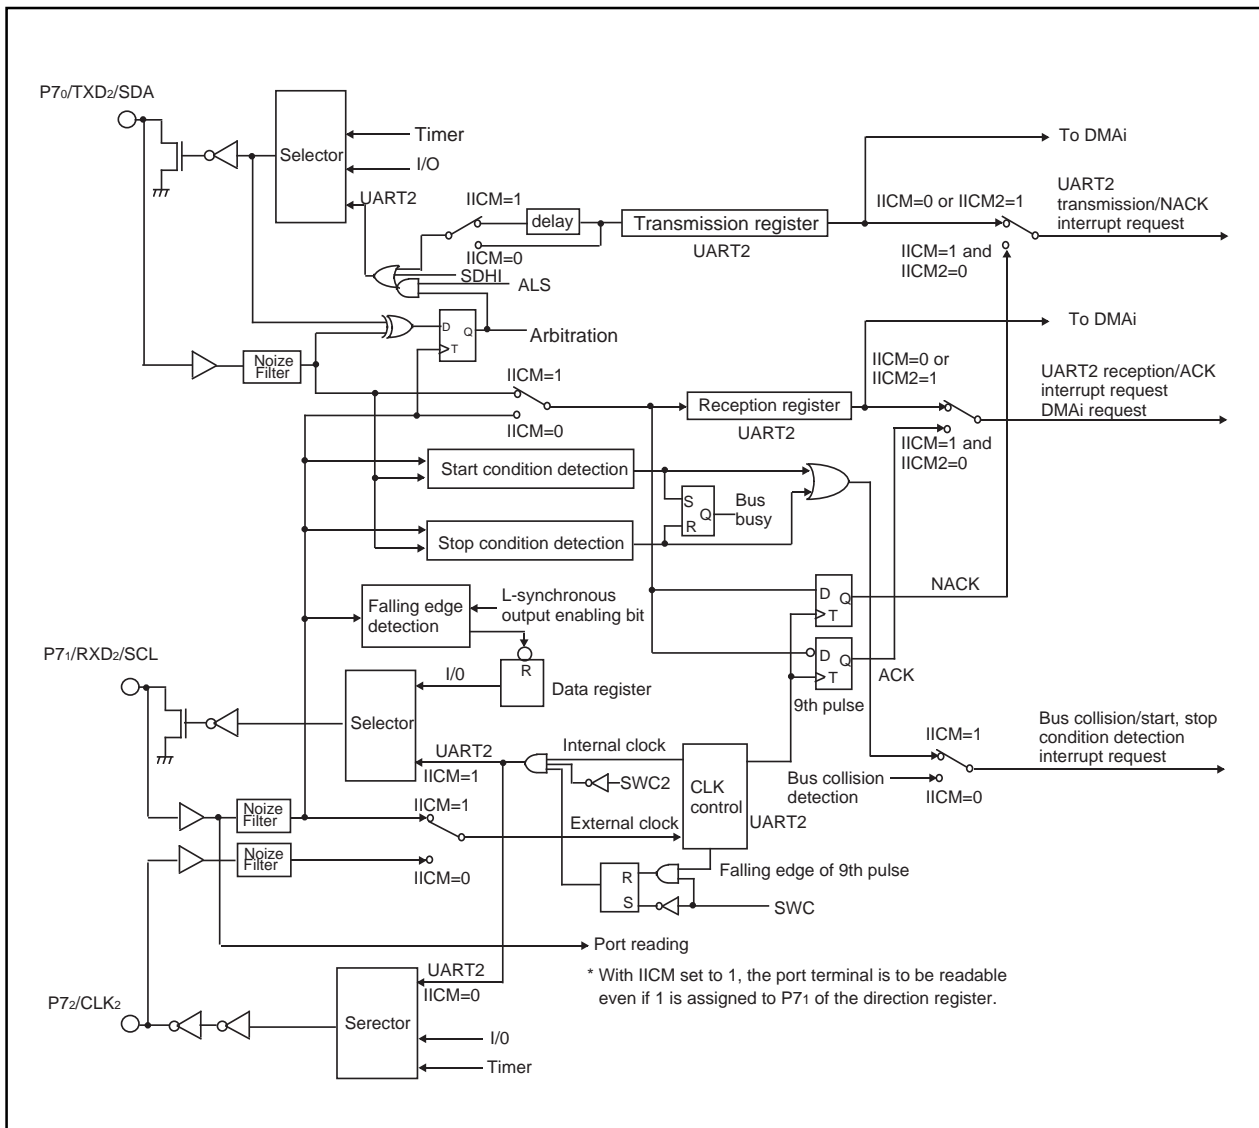 P70/TXD2/SDA
Selector
Timer
I/O
UART2
IICM=1
delay
IICM=0
SDHI
ALS
Transmission register
UART2
To DMAi
IICM=0 or IICM2=1
UART2
transmission/NACK
interrupt request
IICM=1 and
IICM2=0
D
Q
T
Arbitration
Noize
Filter
To DMAi
IICM=1
IICM=0
Reception register
UART2
IICM=0 or
IICM2=1
UART2 reception/ACK
interrupt request
DMAi request
IICM=1 and
IICM2=0
Start condition detection
S
R
Q
Bus
busy
Stop condition detection
Falling edge
detection
L-synchronous
output enabling bit
D
Q
T
NACK
D
Q
T
ACK
9th pulse
P71/RXD2/SCL
R
I/0
Data register
Selector
UART2
IICM=1
Internal clock
SWC2
CLK
control
UART2
Bus collision
detection
IICM=1
IICM=0
Bus collision/start, stop
condition detection
interrupt request
Noize
Filter
IICM=1
External clock
Noize
Filter
IICM=0
R
S
Falling edge of 9th pulse
SWC
Port reading
* With IICM set to 1, the port terminal is to be readable
even if 1 is assigned to P71 of the direction register.
P72/CLK2
UART2
IICM=0
Serector
I/0
Timer